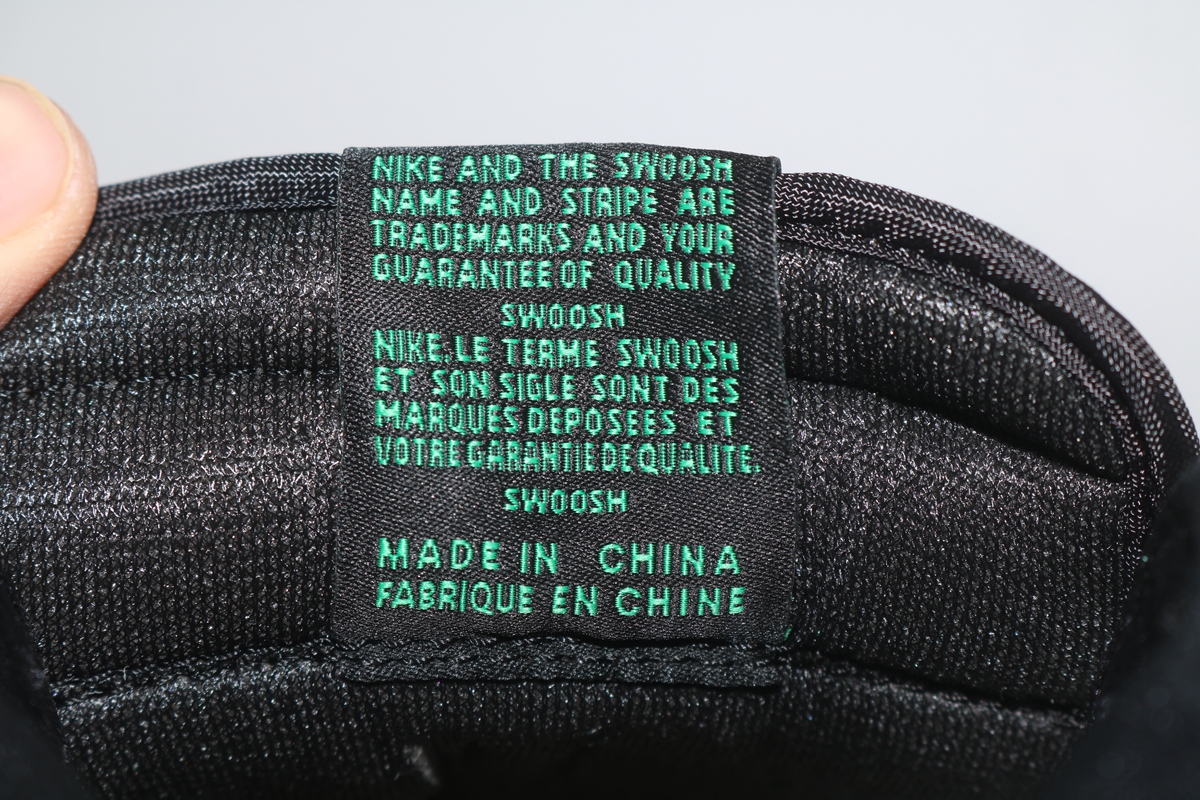 NIKE AND THE SWOOSH
NAME AND STRIPE ARE
TRADEMARKS AND YOUR
GUARANTEE OF QUALITY
SWOOSH
NIKE, LE TERME SWOOSH
ET SON SIGLE SONT DES
MARQUES DEPOSEES ET
VOTRE GARANTIE DE QUALITE.
SWOOSH
MADE IN CHINA
FABRIQUE EN CHINE